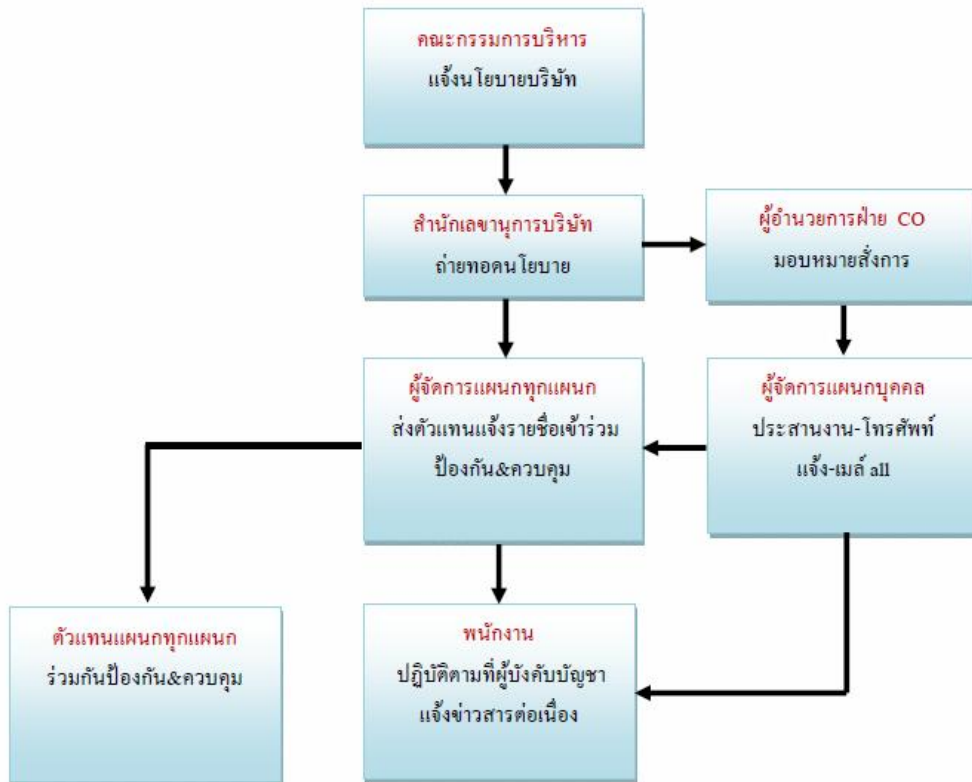 คณะกรรมการบริหาร
แจ้งนโยบายบริษัท
สำนักเลขานุการบริษัท
ถ่ายทอดนโยบาย
ผู้อำนวยการฝ่าย CO
มอบหมายสั่งการ
ผู้จัดการแผนกทุกแผนก
ส่งตัวแทนแจ้งรายชื่อเข้าร่วม
ป้องกัน&ควบคุม
ผู้จัดการแผนกบุคคล
ประสานงาน-โทรศัพท์
แจ้ง-เมล์ all
ตัวแทนแผนกทุกแผนก
ร่วมกันป้องกัน&ควบคุม
พนักงาน
ปฏิบัติตามที่ผู้บังคับบัญชา
แจ้งข่าวสารต่อเนื่อง